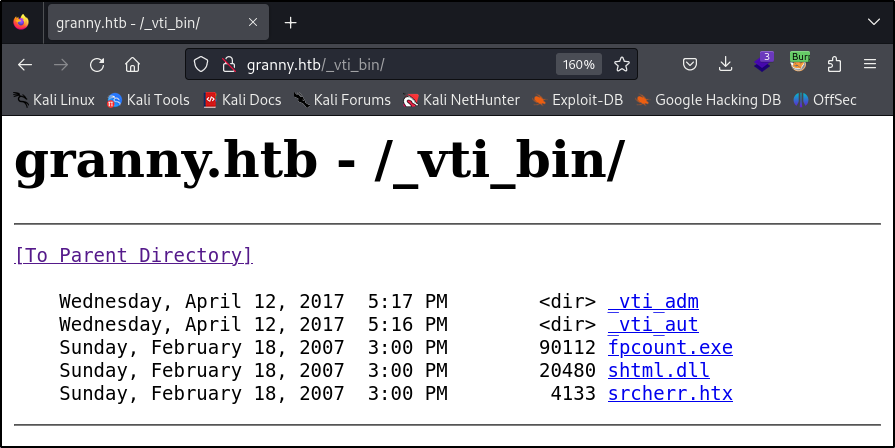 granny.htb - /_vti_bin/
granny.htb/_vti_bin/ 160% 3 Burp
Kali Linux Kali Tools Kali Docs Kali Forums Kali NetHunter Exploit-DB Google Hacking DB OffSec
granny.htb - /_vti_bin/
[To Parent Directory]
Wednesday, April 12, 2017 5:17 PM <dir> _vti_adm
Wednesday, April 12, 2017 5:16 PM <dir> _vti_aut
Sunday, February 18, 2007 3:00 PM 90112 fpcount.exe
Sunday, February 18, 2007 3:00 PM 20480 shtml.dll
Sunday, February 18, 2007 3:00 PM 4133 srcherr.htx